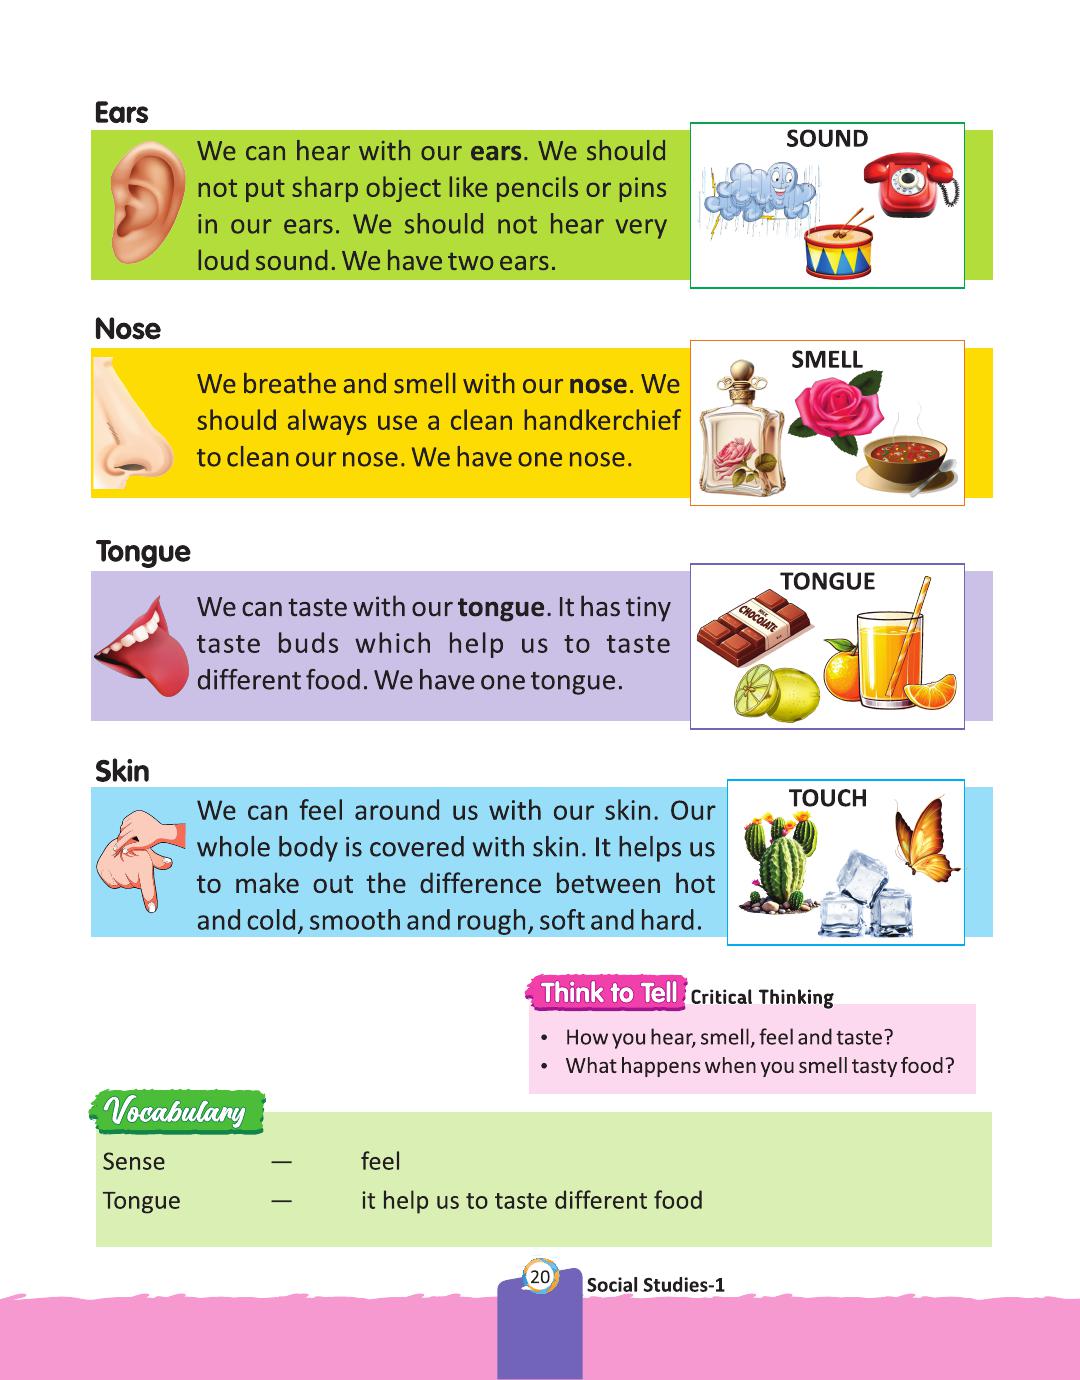 Ears
We can hear with our ears. We should
not put sharp object like pencils or pins
in our ears. We should not hear very
loud sound. We have two ears.
SOUND
Nose
We breathe and smell with our nose. We
should always use a clean handkerchief
to clean our nose. We have one nose.
SMELL
Tongue
We can taste with our tongue. It has tiny
taste buds which help us to taste
different food. We have one tongue.
TONGUE
MILK
CHOCOLATE
Skin
We can feel around us with our skin. Our
whole body is covered with skin. It helps us
to make out the difference between hot
and cold, smooth and rough, soft and hard.
TOUCH
Think to Tell Critical Thinking
• How you hear, smell, feel and taste?
• What happens when you smell tasty food?
Vocabulary
Sense — feel
Tongue — it help us to taste different food
20
Social Studies-1